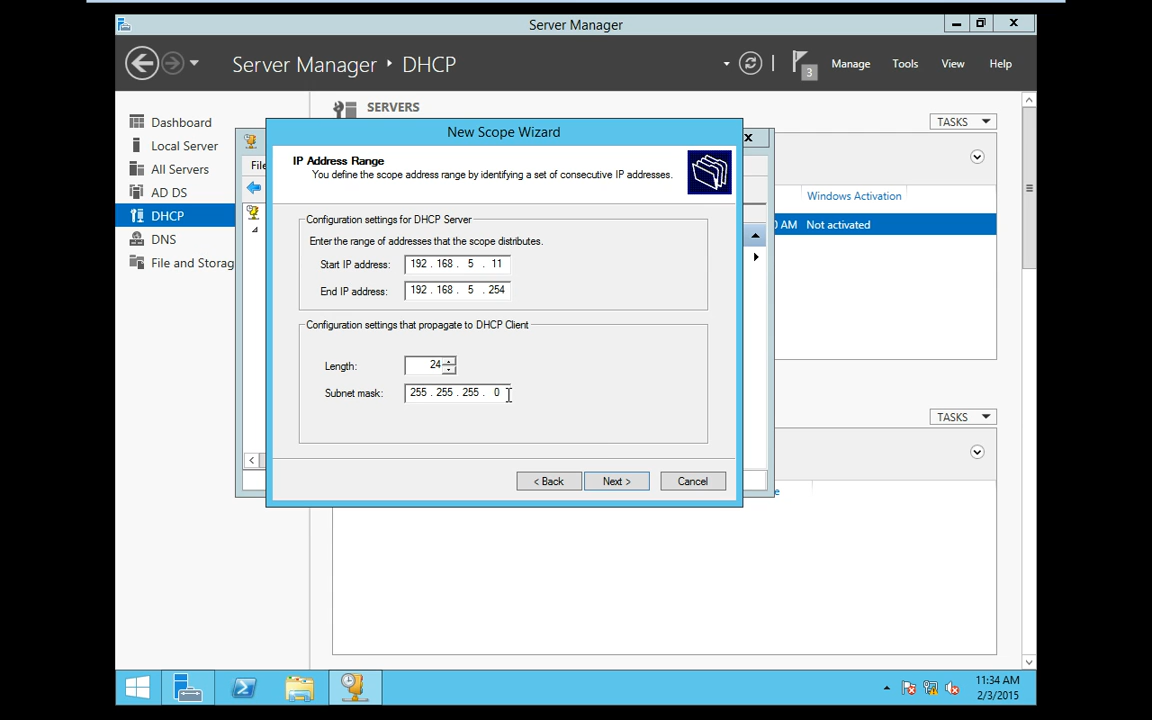 Server Manager
Server Manager ▸ DHCP
3
Manage
Tools
View
Help
Dashboard
Local Server
All Servers
AD DS
DHCP
DNS
File and Storag
SERVERS
TASKS
Windows Activation
0 AM Not activated
TASKS
File
New Scope Wizard
IP Address Range
You define the scope address range by identifying a set of consecutive IP addresses.
Configuration settings for DHCP Server
Enter the range of addresses that the scope distributes.
Start IP address: 192 . 168 . 5 . 11
End IP address: 192 . 168 . 5 . 254
Configuration settings that propagate to DHCP Client
Length: 24
Subnet mask: 255 . 255 . 255 . 0
< Back
Next >
Cancel
11:34 AM
2/3/2015